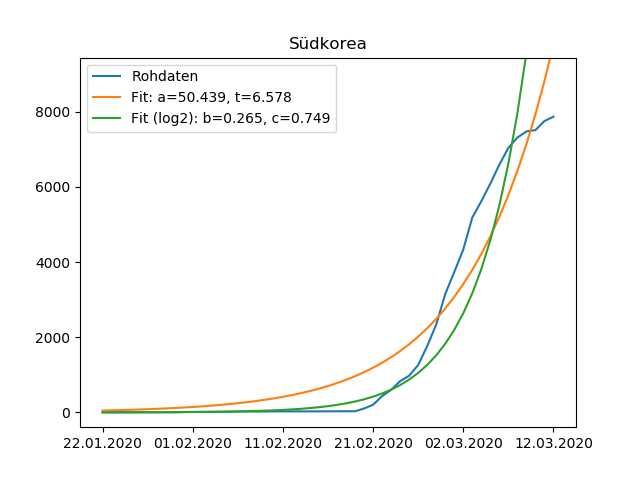 Südkorea
Rohdaten
Fit: a=50.439, t=6.578
Fit (log2): b=0.265, c=0.749
8000
6000
4000
2000
0
22.01.2020 01.02.2020 11.02.2020 21.02.2020 02.03.2020 12.03.2020